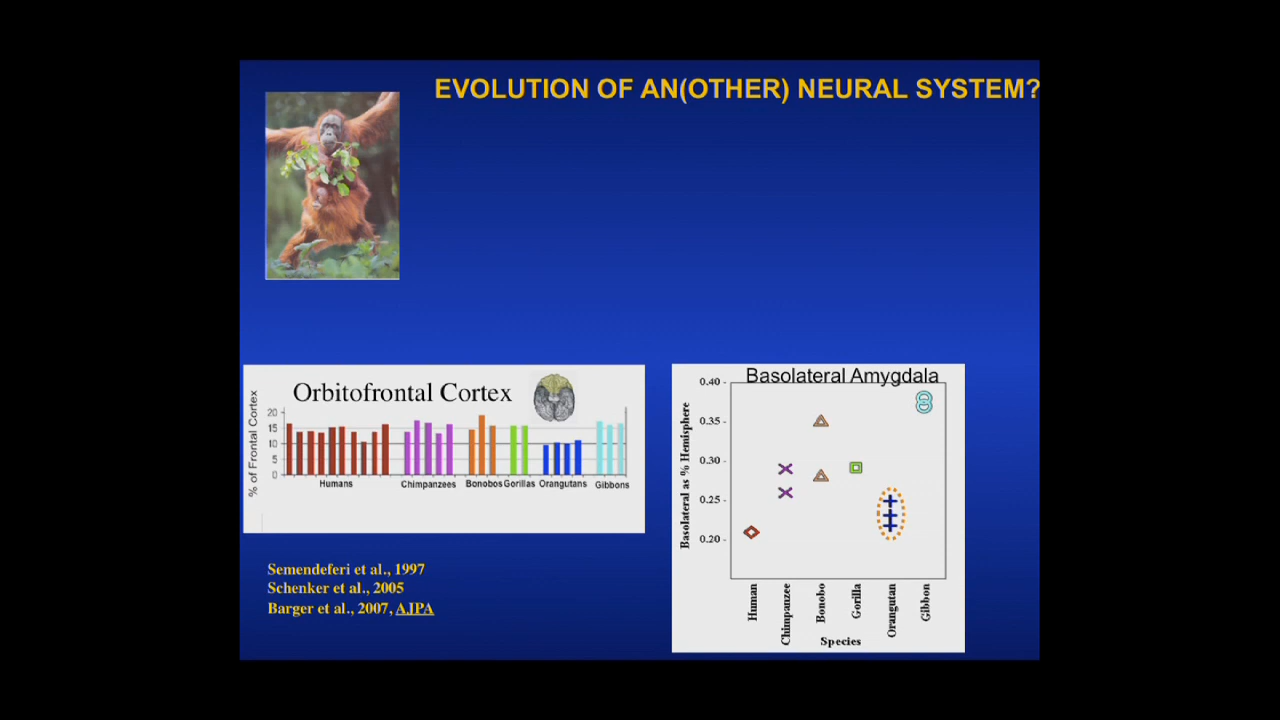 EVOLUTION OF AN(OTHER) NEURAL SYSTEM?
Orbitofrontal Cortex
% of Frontal Cortex
20
15
10
5
0
Humans
Chimpanzees
Bonobos
Gorillas
Orangutans
Gibbons
Basolateral Amygdala
Basolateral as % Hemisphere
0.40
0.35
0.30
0.25
0.20
Human
Chimpanzee
Bonobo
Gorilla
Orangutan
Gibbon
Species
Semendeferi et al., 1997
Schenker et al., 2005
Barger et al., 2007, AJPA